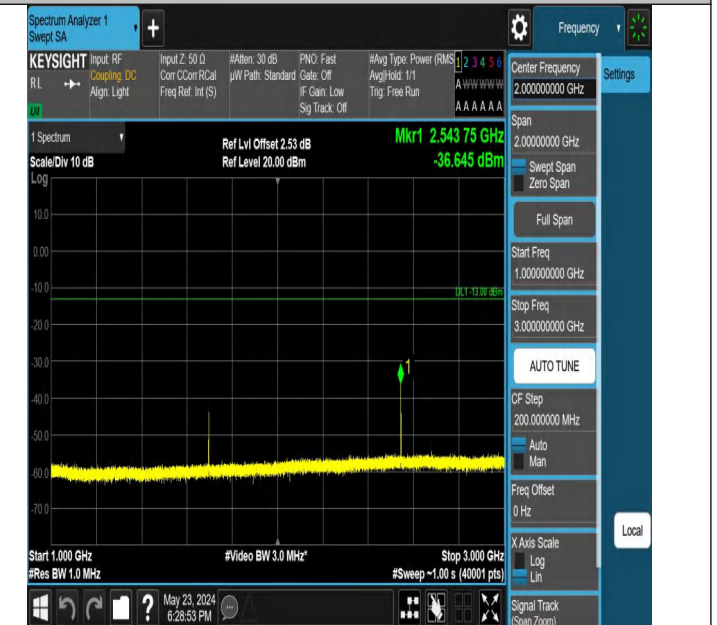 Spectrum Analyzer 1
Swept SA
+
Frequency
KEYSIGHT
RL
LXI
Input: RF
Coupling: DC
Align: Light
Input Z: 50 Ω
Corr CCorr RCal
Freq Ref: Int (S)
#Atten: 30 dB
µW Path: Standard
PNO: Fast
Gate: Off
IF Gain: Low
Sig Track: Off
#Avg Type: Power (RMS
Avg|Hold: 1/1
Trig: Free Run
1 2 3 4 5 6
A W W W W W
A A A A A A
1 Spectrum
Scale/Div 10 dB
Log
Ref Lvl Offset 2.53 dB
Ref Level 20.00 dBm
Mkr1 2.543 75 GHz
-36.645 dBm
10.0
0.00
-10.0
DL1 -13.00 dBm
-20.0
-30.0
1
-40.0
-50.0
-60.0
-70.0
Start 1.000 GHz
#Res BW 1.0 MHz
#Video BW 3.0 MHz*
Stop 3.000 GHz
#Sweep ~1.00 s (40001 pts)
?
May 23, 2024
6:28:53 PM
Center Frequency
2.000000000 GHz
Settings
Span
2.00000000 GHz
Swept Span
Zero Span
Full Span
Start Freq
1.000000000 GHz
Stop Freq
3.000000000 GHz
AUTO TUNE
CF Step
200.000000 MHz
Auto
Man
Freq Offset
0 Hz
X Axis Scale
Log
Lin
Local
Signal Track
(Span Zoom)